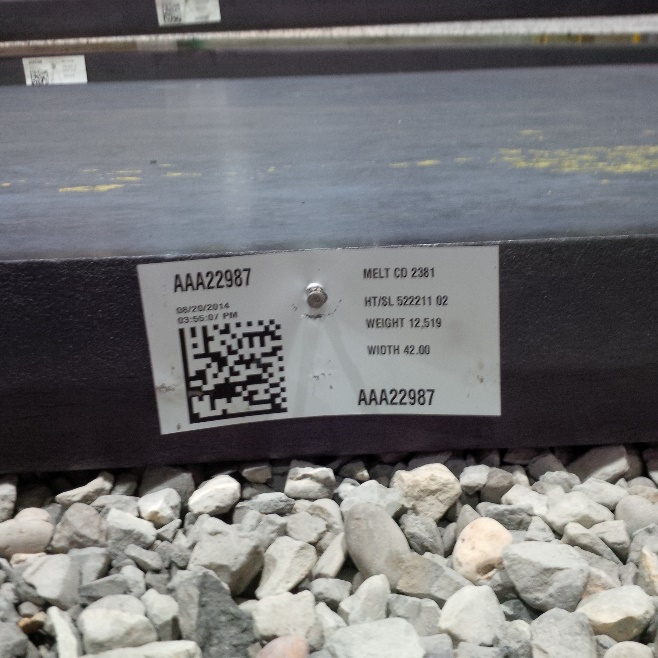 AAA22987
08/20/2014
03:55:07 PM
MELT CD 2381
HT/SL 522211 02
WEIGHT 12,519
WIDTH 42.00
AAA22987